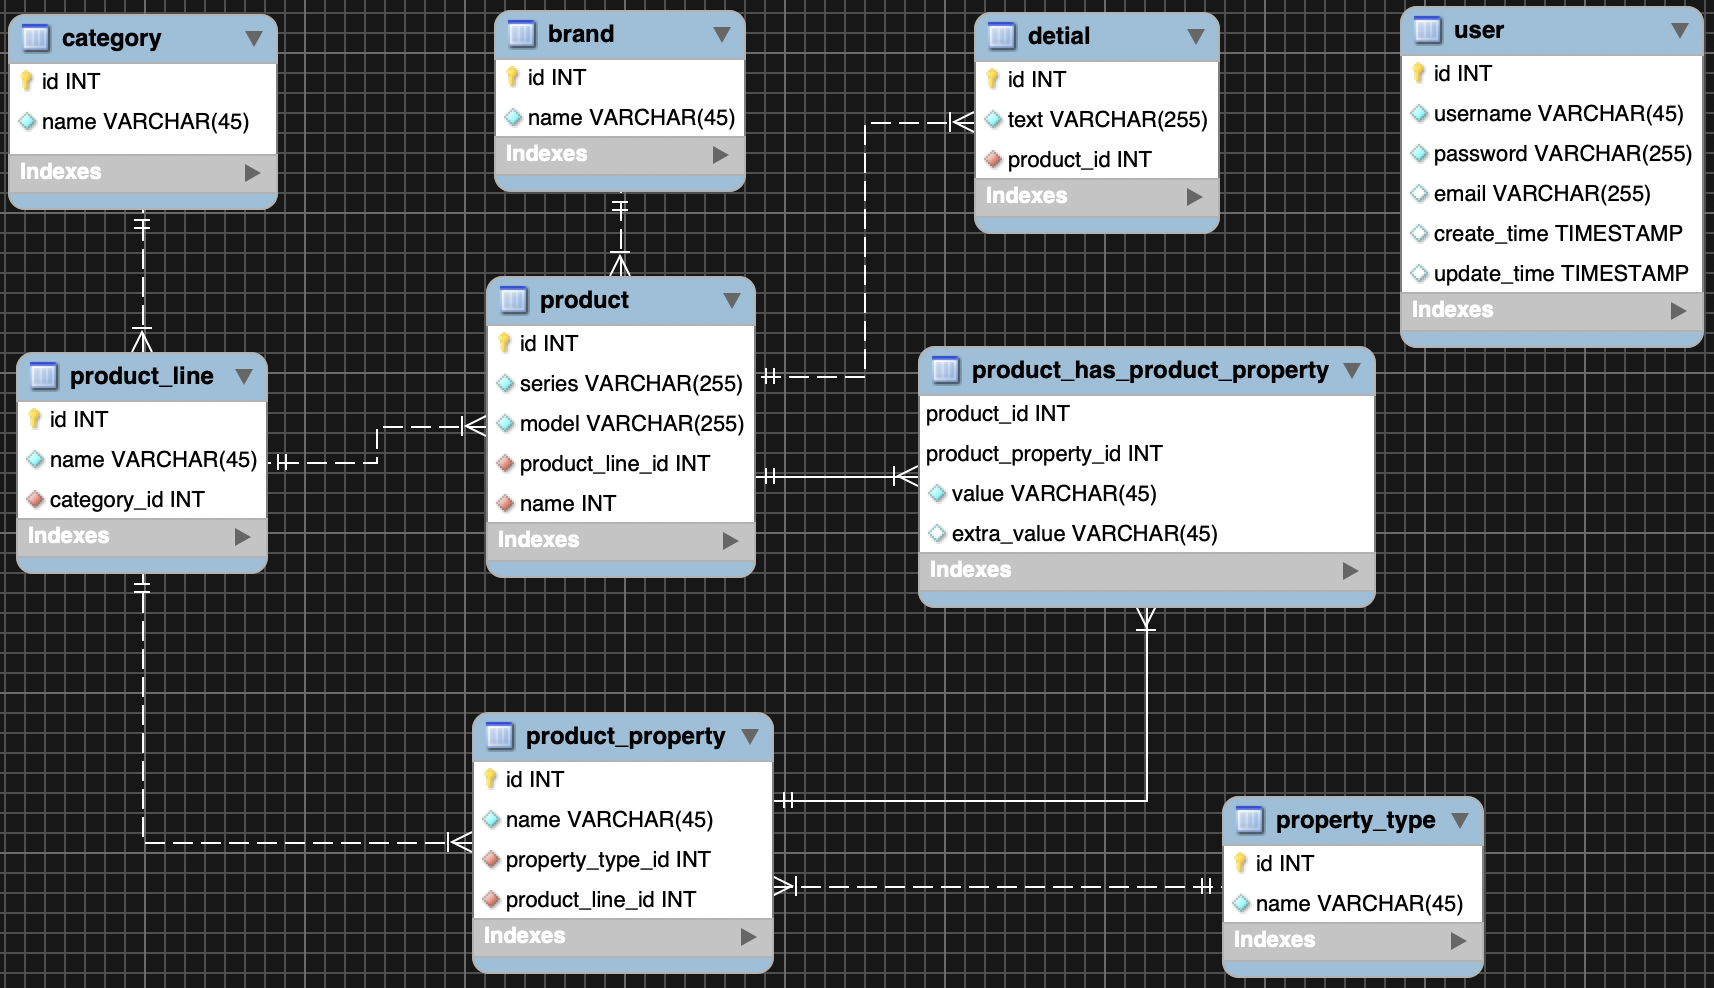 category
id INT
name VARCHAR(45)
Indexes
brand
id INT
name VARCHAR(45)
Indexes
detial
id INT
text VARCHAR(255)
product_id INT
Indexes
user
id INT
username VARCHAR(45)
password VARCHAR(255)
email VARCHAR(255)
create_time TIMESTAMP
update_time TIMESTAMP
Indexes
product_line
id INT
name VARCHAR(45)
category_id INT
Indexes
product
id INT
series VARCHAR(255)
model VARCHAR(255)
product_line_id INT
name INT
Indexes
product_has_product_property
product_id INT
product_property_id INT
value VARCHAR(45)
extra_value VARCHAR(45)
Indexes
product_property
id INT
name VARCHAR(45)
property_type_id INT
product_line_id INT
Indexes
property_type
id INT
name VARCHAR(45)
Indexes